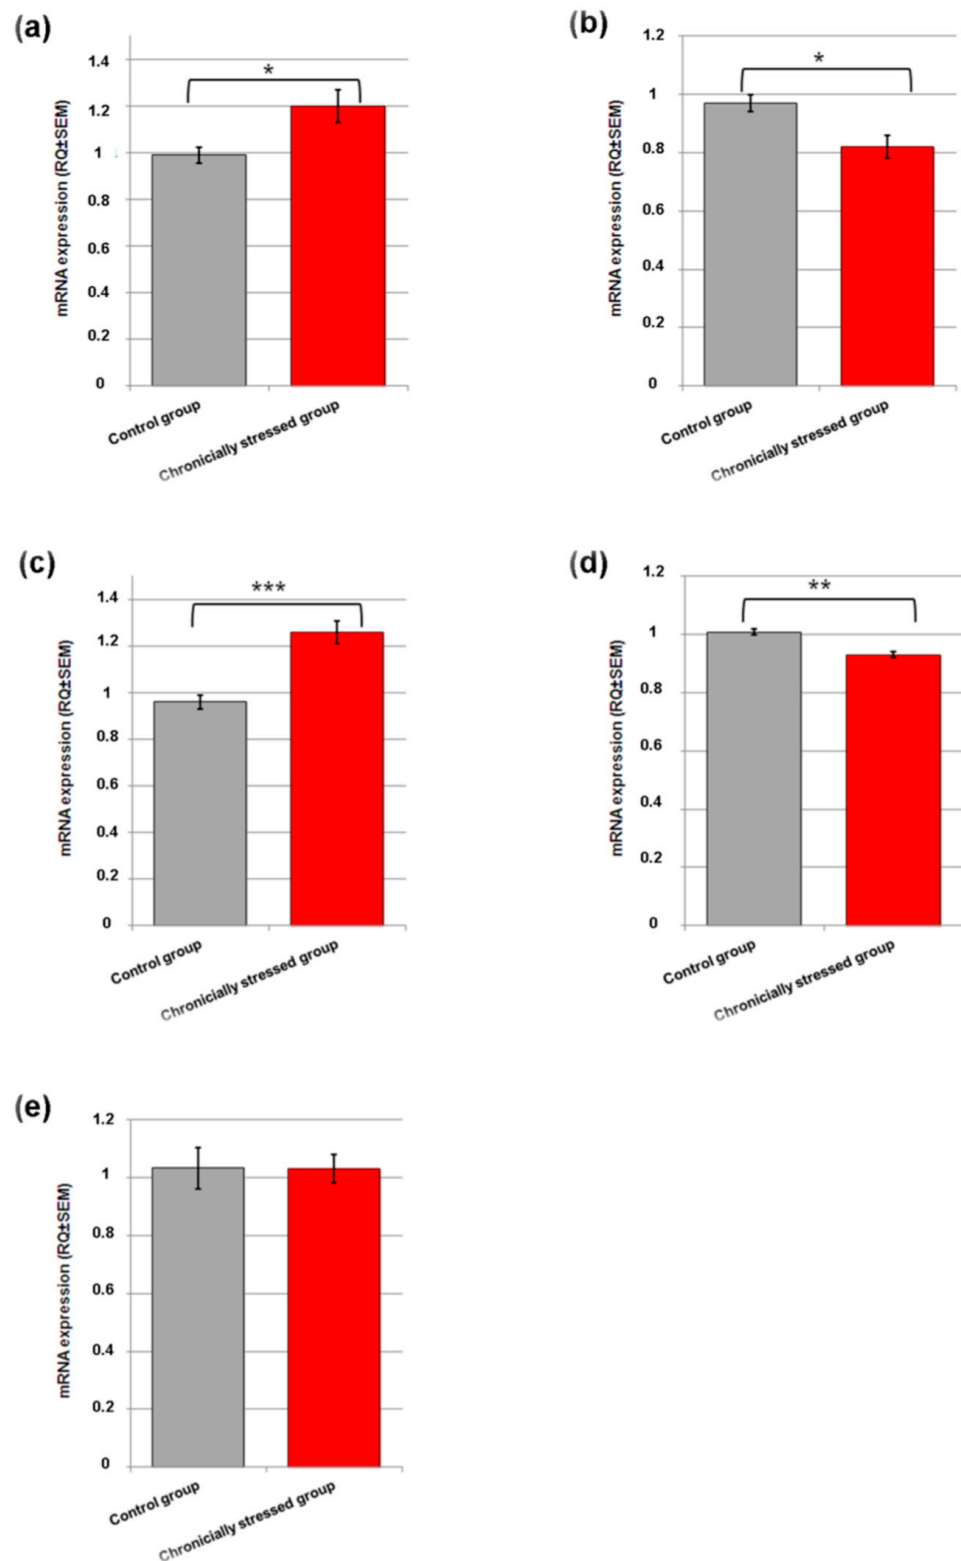 (a)
mRNA expression (RQ±SEM)
1.4
1.2
1
0.8
0.6
0.4
0.2
0
*
Control group
Chronicially stressed group
(b)
mRNA expression (RQ±SEM)
1.2
1
0.8
0.6
0.4
0.2
0
*
Control group
Chronicially stressed group
(c)
mRNA expression (RQ±SEM)
1.4
1.2
1
0.8
0.6
0.4
0.2
0
***
Control group
Chronicially stressed group
(d)
mRNA expression (RQ±SEM)
1.2
1
0.8
0.6
0.4
0.2
0
**
Control group
Chronicially stressed group
(e)
mRNA expression (RQ±SEM)
1.2
1
0.8
0.6
0.4
0.2
0
Control group
Chronicially stressed group